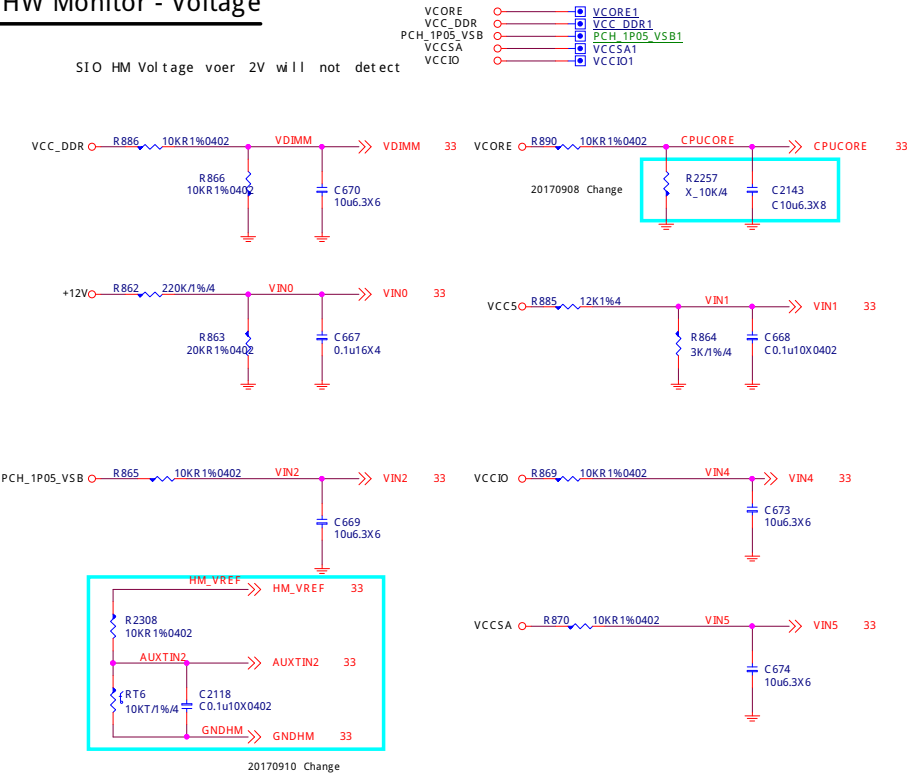 HW Monitor - Voltage
VCORE VCORE1
VCC_DDR VCC_DDR1
PCH_1P05_VSB PCH_1P05_VSB1
VCCSA VCCSA1
VCCIO VCCIO1
SIO HM Voltage voer 2V will not detect
VCC_DDR R886 10KR1%0402 VDIMM VDIMM 33
R866
10KR1%0402
C670
10u6.3X6
VCORE R890 10KR1%0402 CPUCORE CPUCORE 33
20170908 Change
R2257
X_10K/4
C2143
C10u6.3X8
+12V R862 220K/1%/4 VIN0 VIN0 33
R863
20KR1%0402
C667
0.1u16X4
VCC5 R885 12K1%4 VIN1 VIN1 33
R864
3K/1%/4
C668
C0.1u10X0402
PCH_1P05_VSB R865 10KR1%0402 VIN2 VIN2 33
C669
10u6.3X6
VCCIO R869 10KR1%0402 VIN4 VIN4 33
C673
10u6.3X6
HM_VREF HM_VREF 33
R2308
10KR1%0402
AUXTIN2 AUXTIN2 33
RT6
10KT/1%/4
C2118
C0.1u10X0402
GNDHM GNDHM 33
20170910 Change
VCCSA R870 10KR1%0402 VIN5 VIN5 33
C674
10u6.3X6